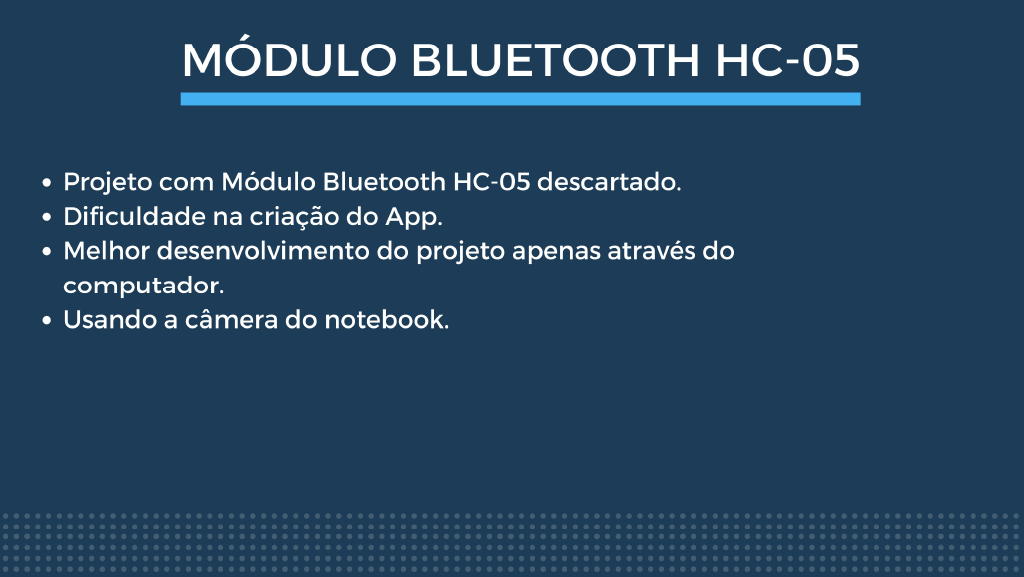 MÓDULO BLUETOOTH HC-05
• Projeto com Módulo Bluetooth HC-05 descartado.
• Dificuldade na criação do App.
• Melhor desenvolvimento do projeto apenas através do
computador.
• Usando a câmera do notebook.